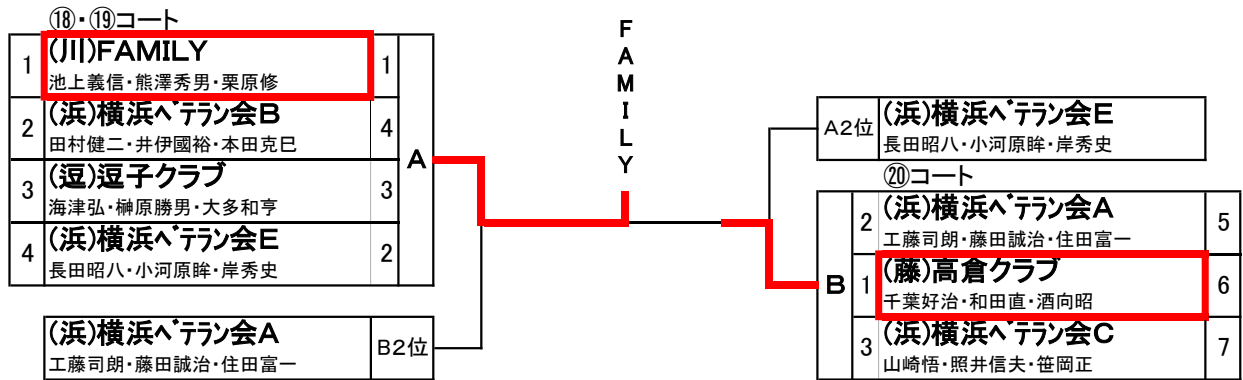 ⑱・⑲コート
1 (川)FAMILY 1
池上義信・熊澤秀男・栗原修
2 (浜)横浜ベテラン会B 4
田村健二・井伊國裕・本田克巳
3 (逗)逗子クラブ 3
海津弘・榊原勝男・大多和亨
4 (浜)横浜ベテラン会E 2
長田昭八・小河原眸・岸秀史
A
(浜)横浜ベテラン会A B2位
工藤司朗・藤田誠治・住田富一
FAMILY
A2位 (浜)横浜ベテラン会E
長田昭八・小河原眸・岸秀史
⑳コート
B
2 (浜)横浜ベテラン会A 5
工藤司朗・藤田誠治・住田富一
1 (藤)高倉クラブ 6
千葉好治・和田直・酒向昭
3 (浜)横浜ベテラン会C 7
山崎悟・照井信夫・笹岡正